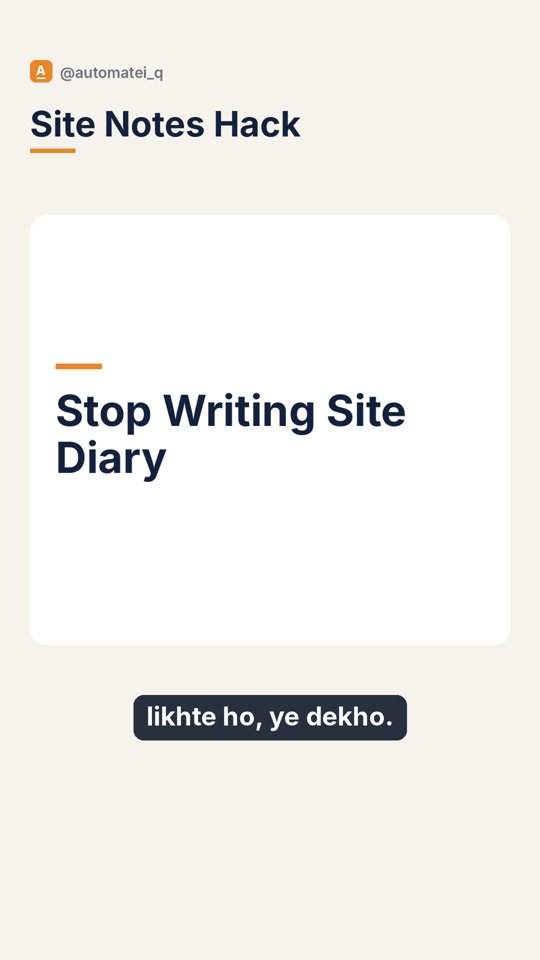 A
@automatei_q
Site Notes Hack
Stop Writing Site
Diary
likhte ho, ye dekho.